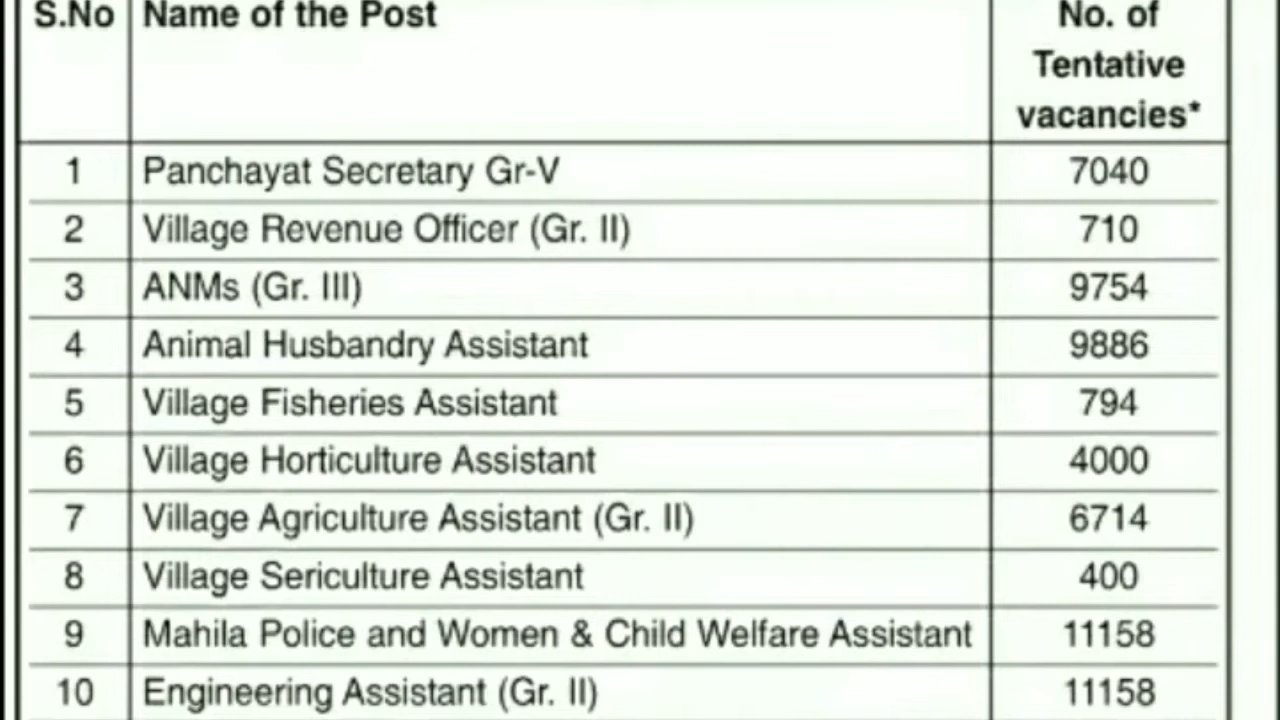 S.No Name of the Post No. of
Tentative
vacancies*
1 Panchayat Secretary Gr-V 7040
2 Village Revenue Officer (Gr. II) 710
3 ANMs (Gr. III) 9754
4 Animal Husbandry Assistant 9886
5 Village Fisheries Assistant 794
6 Village Horticulture Assistant 4000
7 Village Agriculture Assistant (Gr. II) 6714
8 Village Sericulture Assistant 400
9 Mahila Police and Women & Child Welfare Assistant 11158
10 Engineering Assistant (Gr. II) 11158